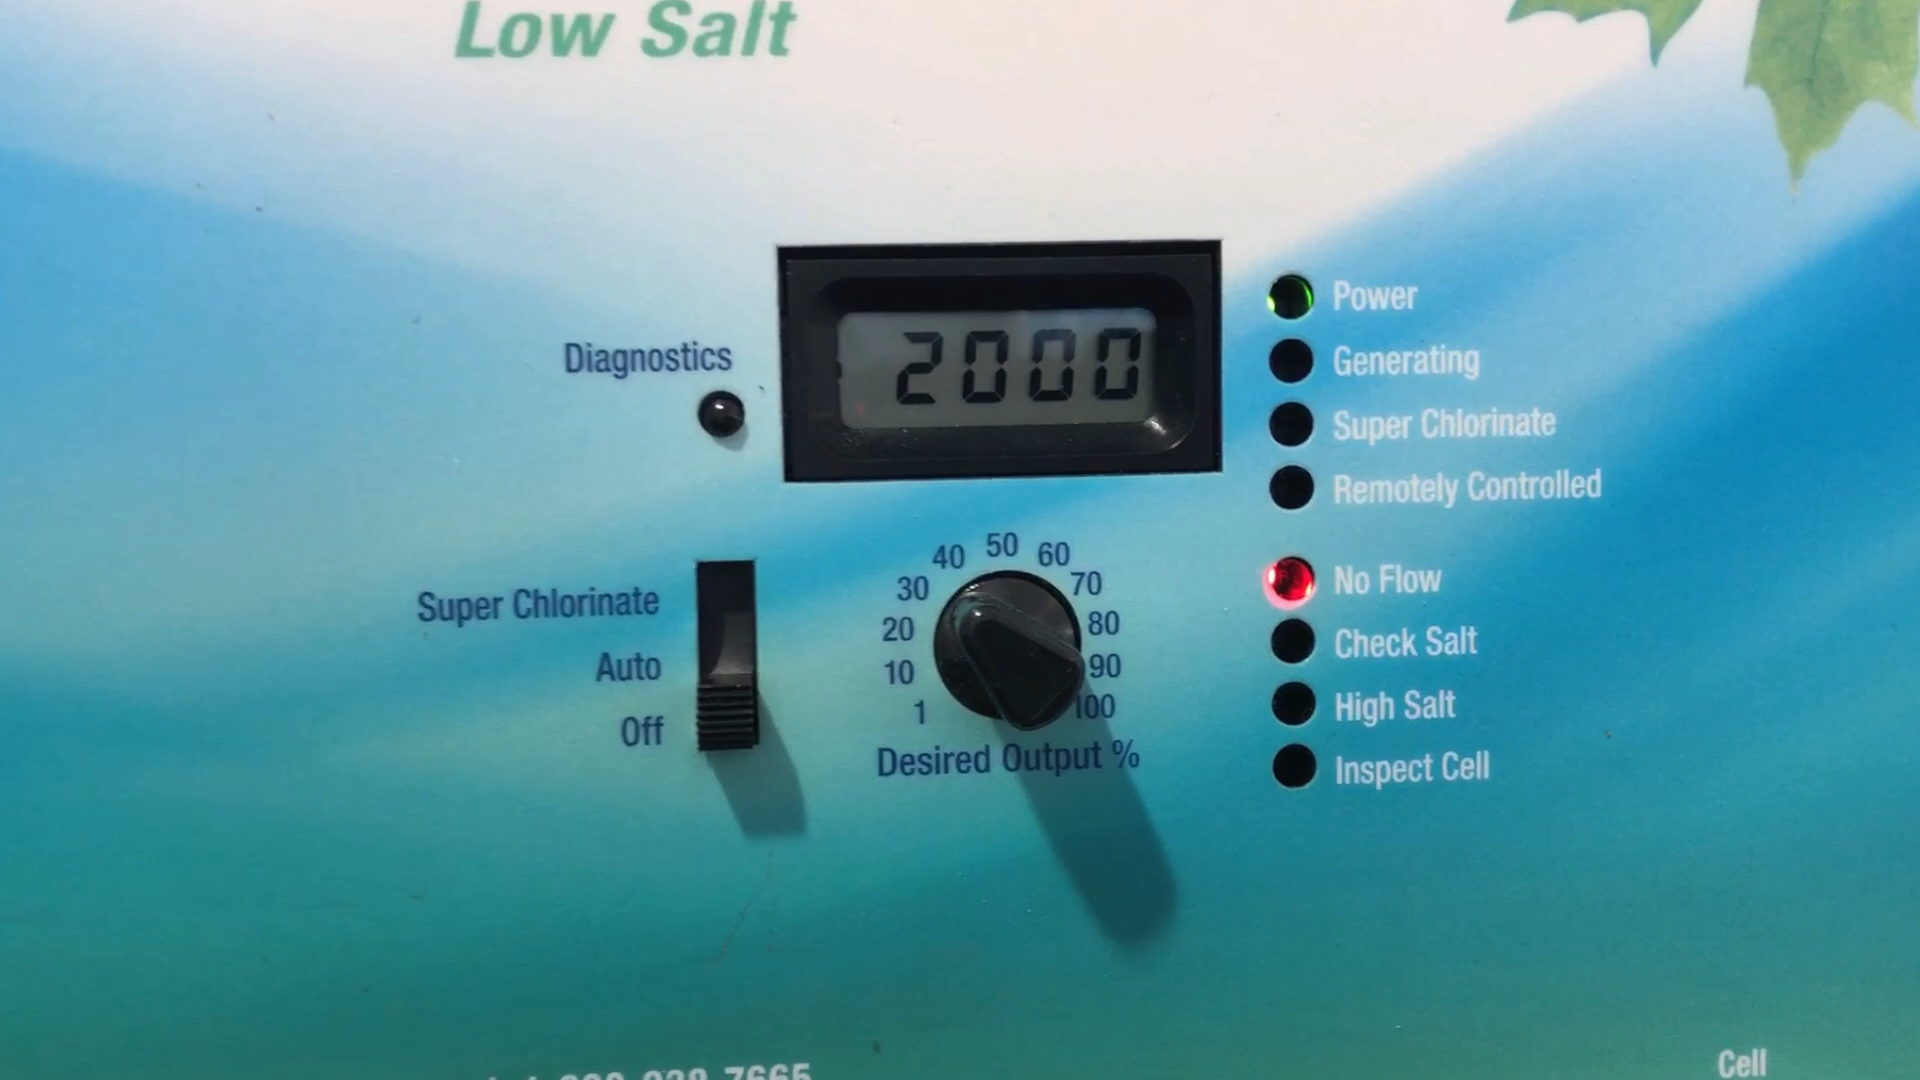 Low Salt
2000
Diagnostics
Power
Generating
Super Chlorinate
Remotely Controlled
Super Chlorinate
Auto
Off
1
10
20
30
40
50
60
70
80
90
100
Desired Output %
No Flow
Check Salt
High Salt
Inspect Cell
7665
Cell